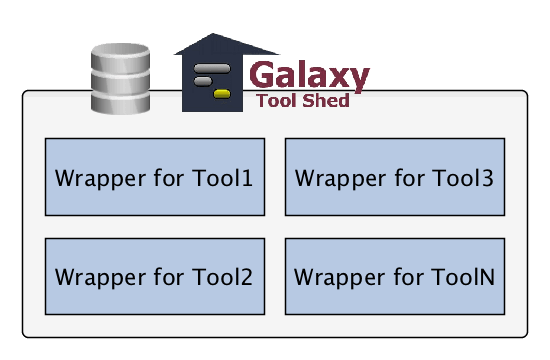 Galaxy
Tool Shed
Wrapper for Tool1
Wrapper for Tool3
Wrapper for Tool2
Wrapper for ToolN